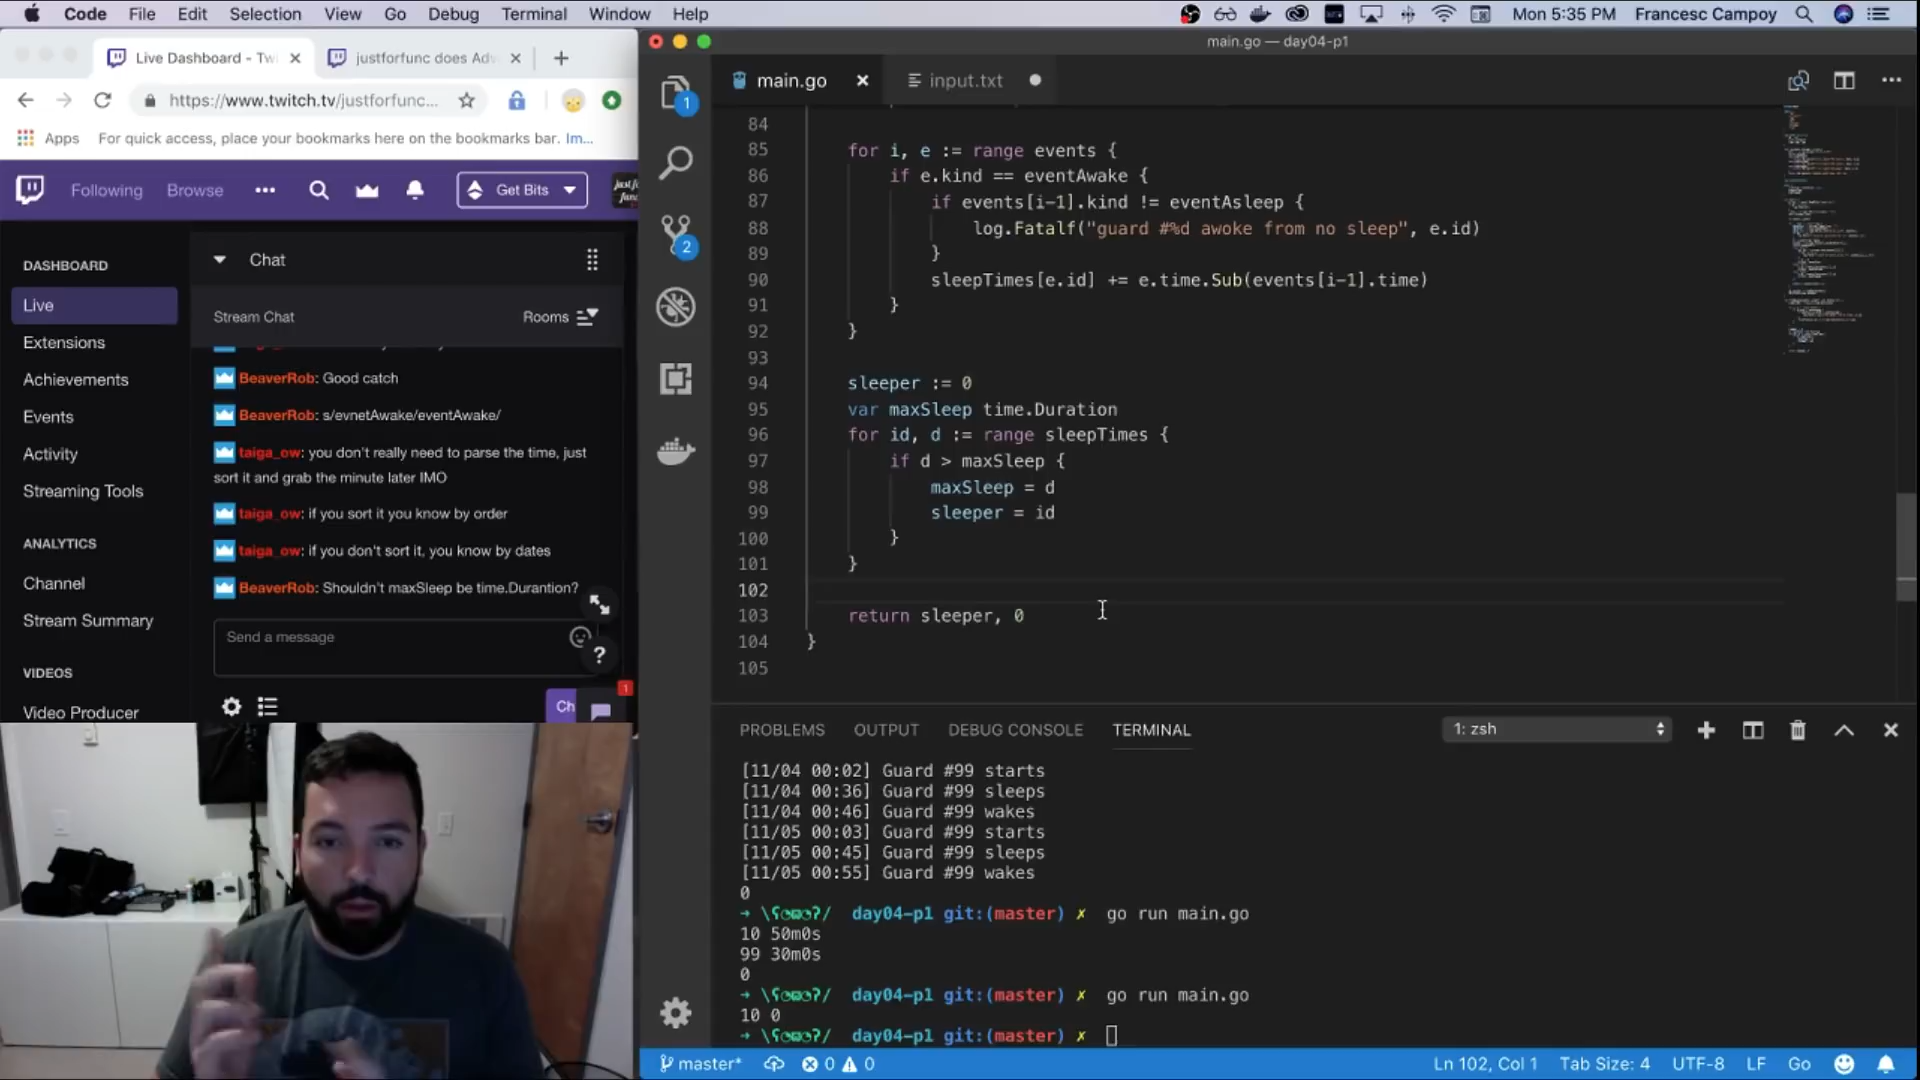 Code File Edit Selection View Go Debug Terminal Window Help
Mon 5:35 PM Francesc Campoy
Live Dashboard - Twi
justforfunc does Adv
https://www.twitch.tv/justforfunc...
Apps For quick access, place your bookmarks here on the bookmarks bar. Im...
Following Browse ••• Get Bits
DASHBOARD
Live
Extensions
Achievements
Events
Activity
Streaming Tools
ANALYTICS
Channel
Stream Summary
VIDEOS
Video Producer
Chat
Stream Chat Rooms
BeaverRob: Good catch
BeaverRob: s/evnetAwake/eventAwake/
taiga_ow: you don't really need to parse the time, just
sort it and grab the minute later IMO
taiga_ow: if you sort it you know by order
taiga_ow: if you don't sort it, you know by dates
BeaverRob: Shouldn't maxSleep be time.Durantion?
Send a message
?
Ch
1
main.go — day04-p1
1
2
main.go
input.txt
84
85 for i, e := range events {
86 if e.kind == eventAwake {
87 if events[i-1].kind != eventAsleep {
88 log.Fatalf("guard #%d awoke from no sleep", e.id)
89 }
90 sleepTimes[e.id] += e.time.Sub(events[i-1].time)
91 }
92 }
93
94 sleeper := 0
95 var maxSleep time.Duration
96 for id, d := range sleepTimes {
97 if d > maxSleep {
98 maxSleep = d
99 sleeper = id
100 }
101 }
102
103 return sleeper, 0
104 }
105
PROBLEMS OUTPUT DEBUG CONSOLE TERMINAL 1: zsh
[11/04 00:02] Guard #99 starts
[11/04 00:36] Guard #99 sleeps
[11/04 00:46] Guard #99 wakes
[11/05 00:03] Guard #99 starts
[11/05 00:45] Guard #99 sleeps
[11/05 00:55] Guard #99 wakes
0
day04-p1 git:(master) ✗ go run main.go
10 50m0s
99 30m0s
0
day04-p1 git:(master) ✗ go run main.go
10 0
day04-p1 git:(master) ✗
master* 0 0 Ln 102, Col 1 Tab Size: 4 UTF-8 LF Go